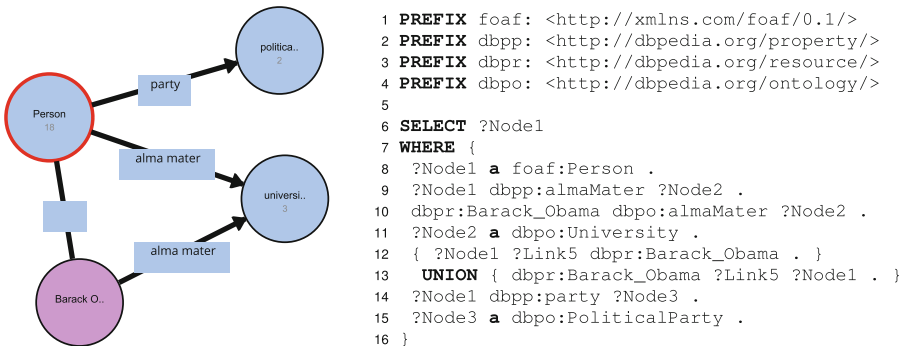 politica..
2
party
Person
18
alma mater
universi..
3
alma mater
Barack O..
1 PREFIX foaf: <http://xmlns.com/foaf/0.1/>
2 PREFIX dbpp: <http://dbpedia.org/property/>
3 PREFIX dbpr: <http://dbpedia.org/resource/>
4 PREFIX dbpo: <http://dbpedia.org/ontology/>
5
6 SELECT ?Node1
7 WHERE {
8 ?Node1 a foaf:Person .
9 ?Node1 dbpp:almaMater ?Node2 .
10 dbpr:Barack_Obama dbpo:almaMater ?Node2 .
11 ?Node2 a dbpo:University .
12 { ?Node1 ?Link5 dbpr:Barack_Obama . }
13 UNION { dbpr:Barack_Obama ?Link5 ?Node1 . }
14 ?Node1 dbpp:party ?Node3 .
15 ?Node3 a dbpo:PoliticalParty .
16 }